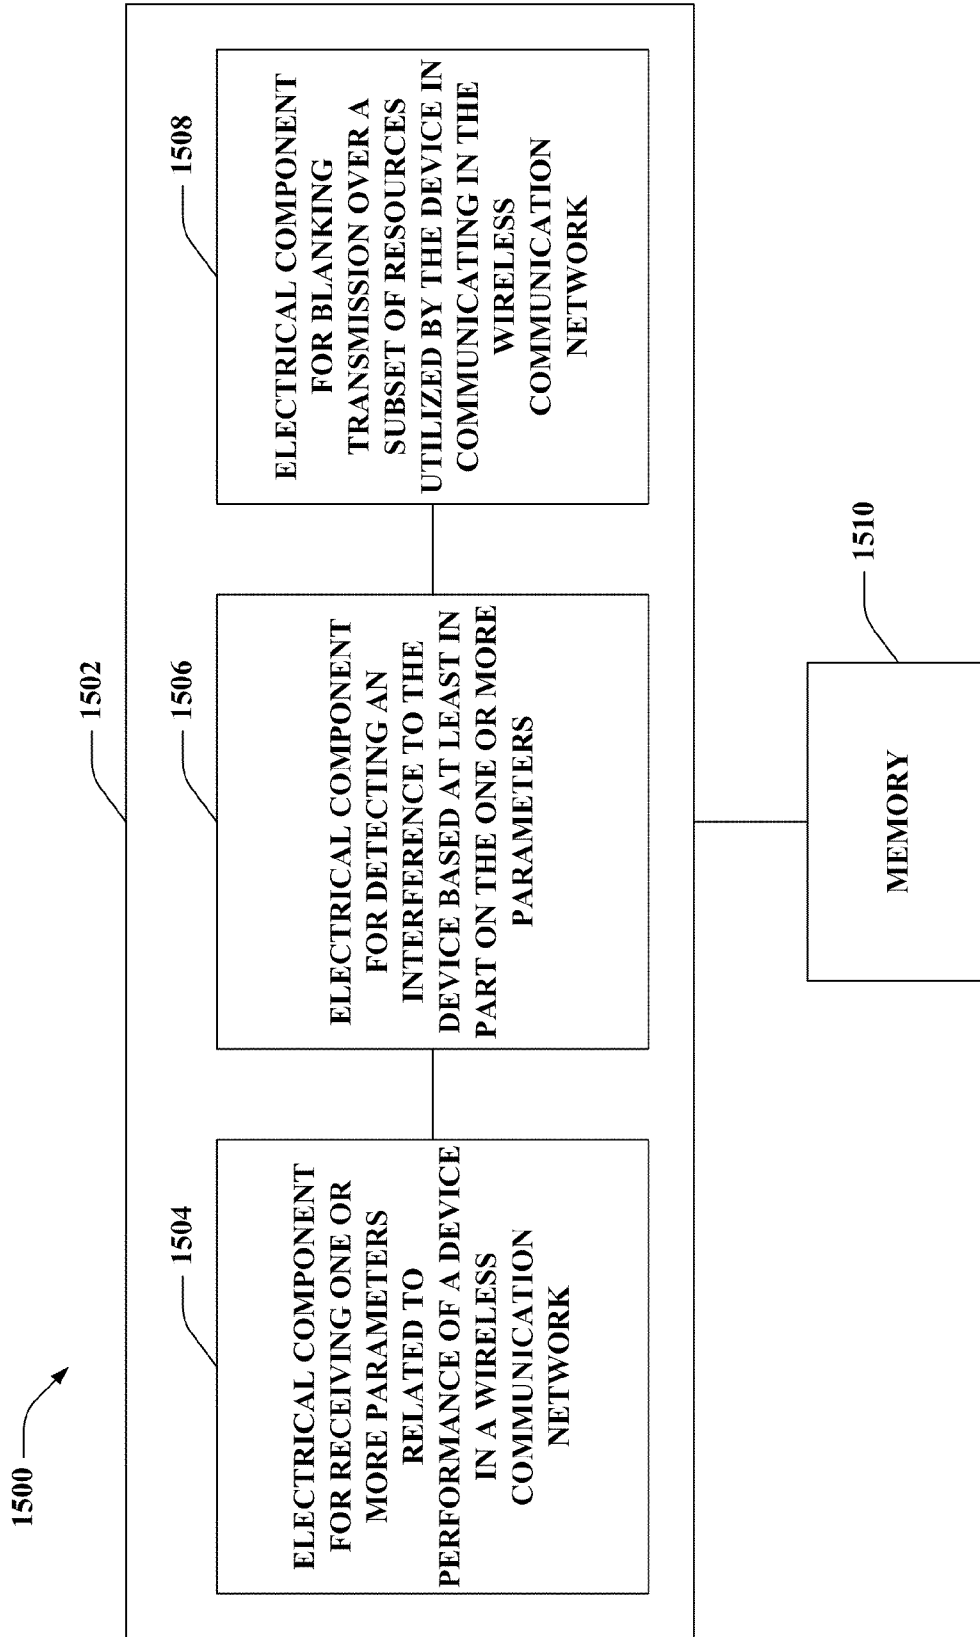 1500
1502
1504
ELECTRICAL COMPONENT
FOR RECEIVING ONE OR
MORE PARAMETERS
RELATED TO
PERFORMANCE OF A DEVICE
IN A WIRELESS
COMMUNICATION
NETWORK
1506
ELECTRICAL COMPONENT
FOR DETECTING AN
INTERFERENCE TO THE
DEVICE BASED AT LEAST IN
PART ON THE ONE OR MORE
PARAMETERS
1508
ELECTRICAL COMPONENT
FOR BLANKING
TRANSMISSION OVER A
SUBSET OF RESOURCES
UTILIZED BY THE DEVICE IN
COMMUNICATING IN THE
WIRELESS
COMMUNICATION
NETWORK
1510
MEMORY